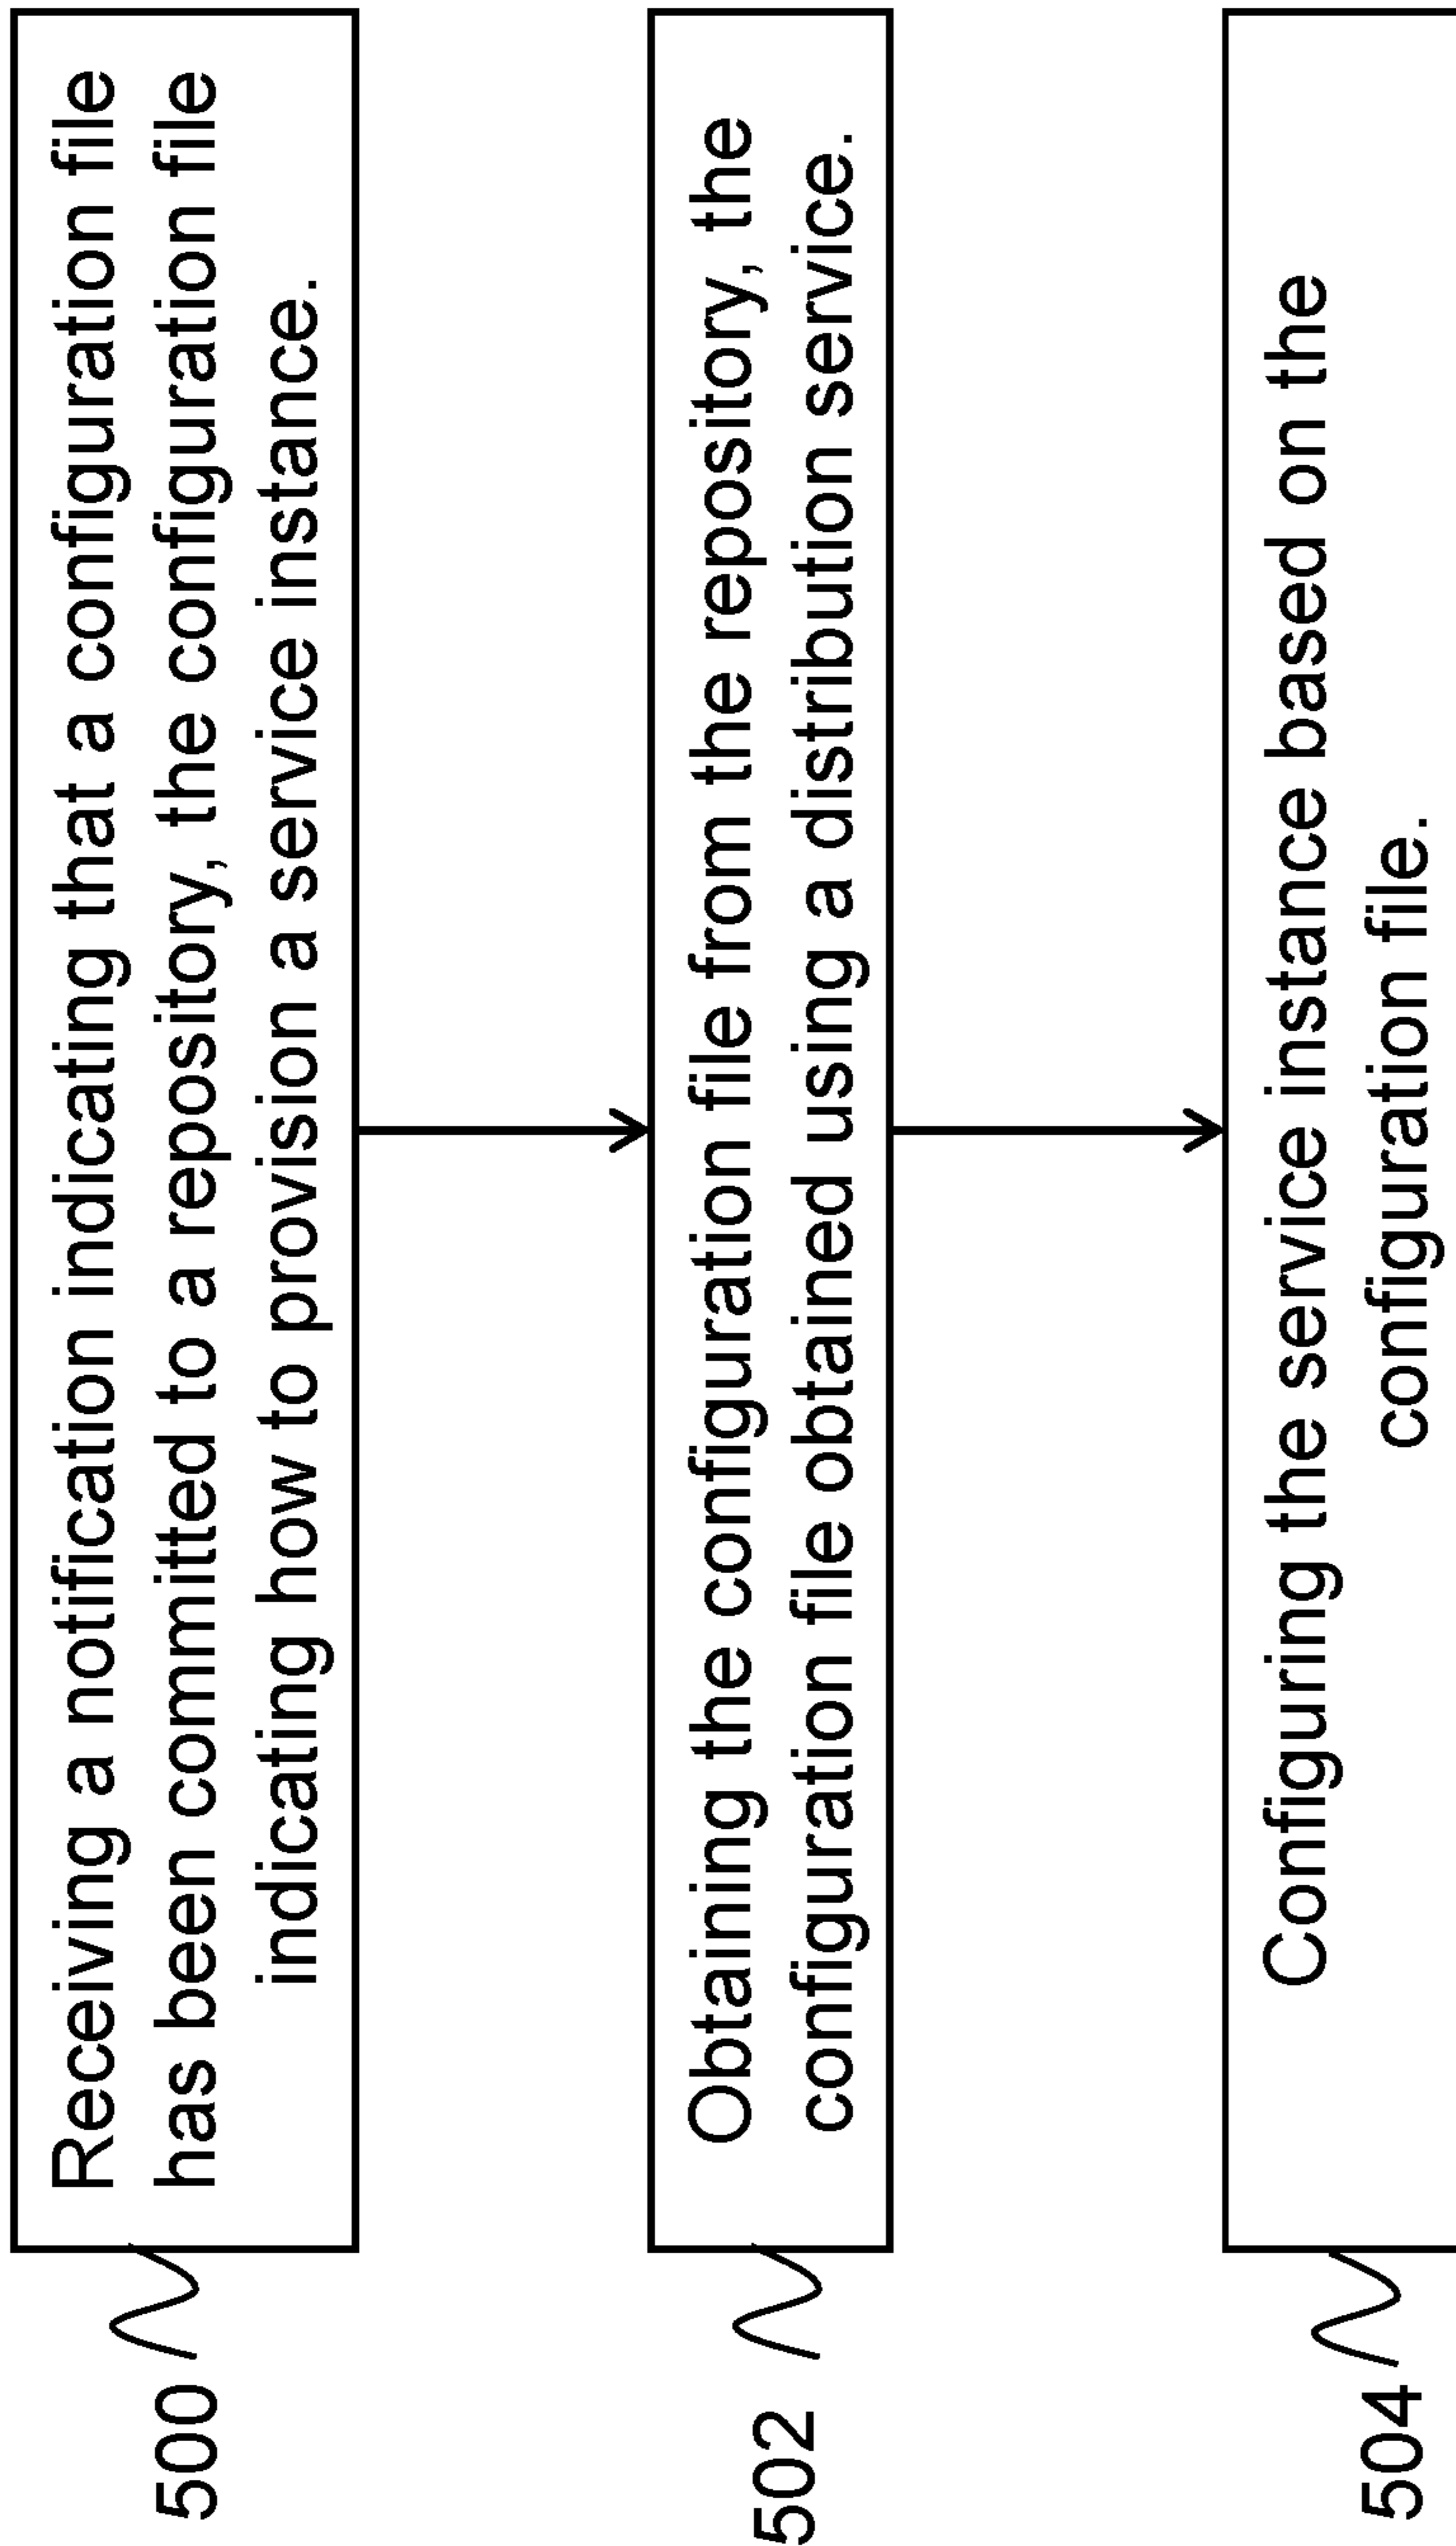 500
Receiving a notification indicating that a configuration file
has been committed to a repository, the configuration file
indicating how to provision a service instance.
502
Obtaining the configuration file from the repository, the
configuration file obtained using a distribution service.
504
Configuring the service instance based on the
configuration file.